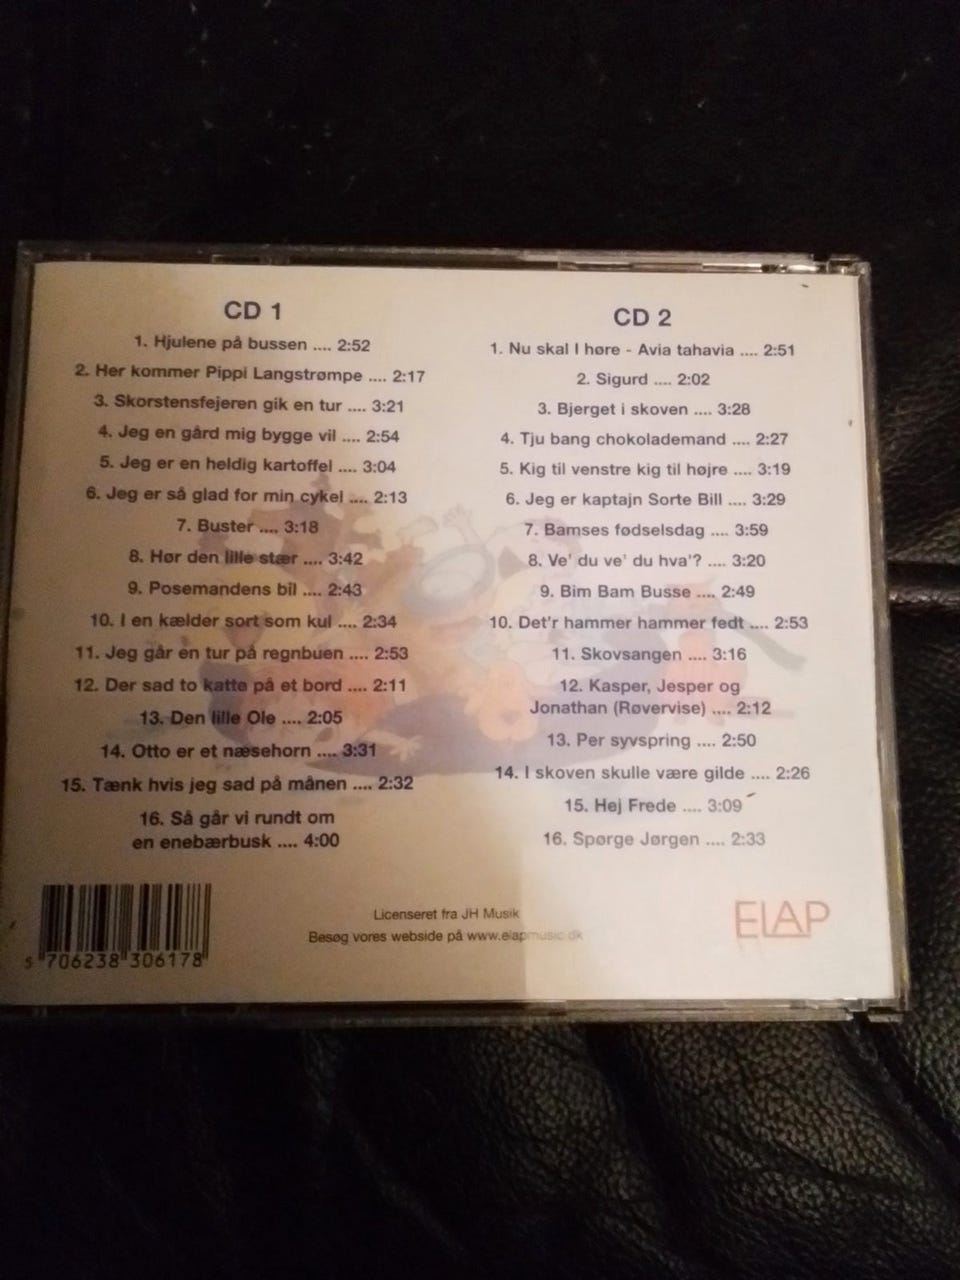 CD 1
1. Hjulene på bussen .... 2:52
2. Her kommer Pippi Langstrømpe .... 2:17
3. Skorstensfejeren gik en tur .... 3:21
4. Jeg en gård mig bygge vil .... 2:54
5. Jeg er en heldig kartoffel .... 3:04
6. Jeg er så glad for min cykel .... 2:13
7. Buster .... 3:18
8. Hør den lille stær .... 3:42
9. Posemandens bil .... 2:43
10. I en kælder sort som kul .... 2:34
11. Jeg går en tur på regnbuen .... 2:53
12. Der sad to katte på et bord .... 2:11
13. Den lille Ole .... 2:05
14. Otto er et næsehorn .... 3:31
15. Tænk hvis jeg sad på månen .... 2:32
16. Så går vi rundt om
en enebærbusk .... 4:00
CD 2
1. Nu skal I høre - Avia tahavia .... 2:51
2. Sigurd .... 2:02
3. Bjerget i skoven .... 3:28
4. Tju bang chokolademand .... 2:27
5. Kig til venstre kig til højre .... 3:19
6. Jeg er kaptajn Sorte Bill .... 3:29
7. Bamses fødselsdag .... 3:59
8. Ve' du ve' du hva'? .... 3:20
9. Bim Bam Busse .... 2:49
10. Det'r hammer hammer fedt .... 2:53
11. Skovsangen .... 3:16
12. Kasper, Jesper og
Jonathan (Røvervise) .... 2:12
13. Per syvspring .... 2:50
14. I skoven skulle være gilde .... 2:26
15. Hej Frede .... 3:09
16. Spørge Jørgen .... 2:33
5 706238 306178
Licenseret fra JH Musik
Besøg vores webside på www.elapmusic.dk
ELAP